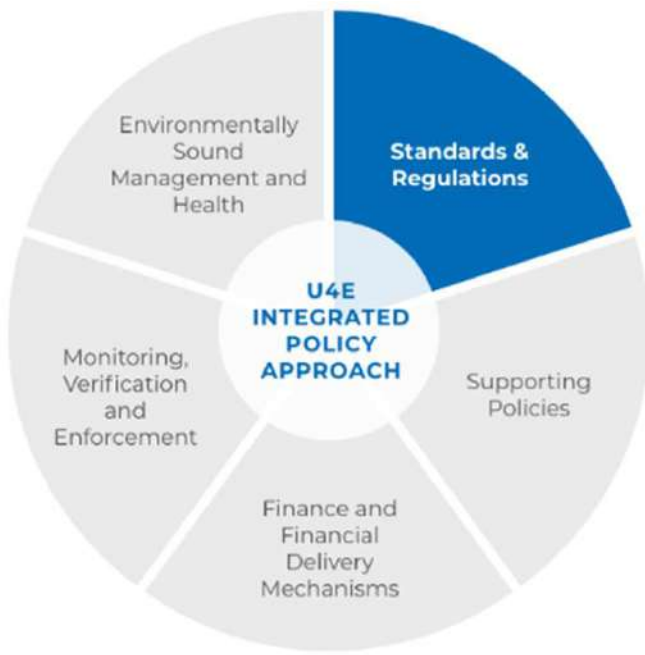 Environmentally
Sound
Management and
Health
Standards &
Regulations
U4E
INTEGRATED
POLICY
APPROACH
Monitoring,
Verification
and
Enforcement
Supporting
Policies
Finance and
Financial
Delivery
Mechanisms